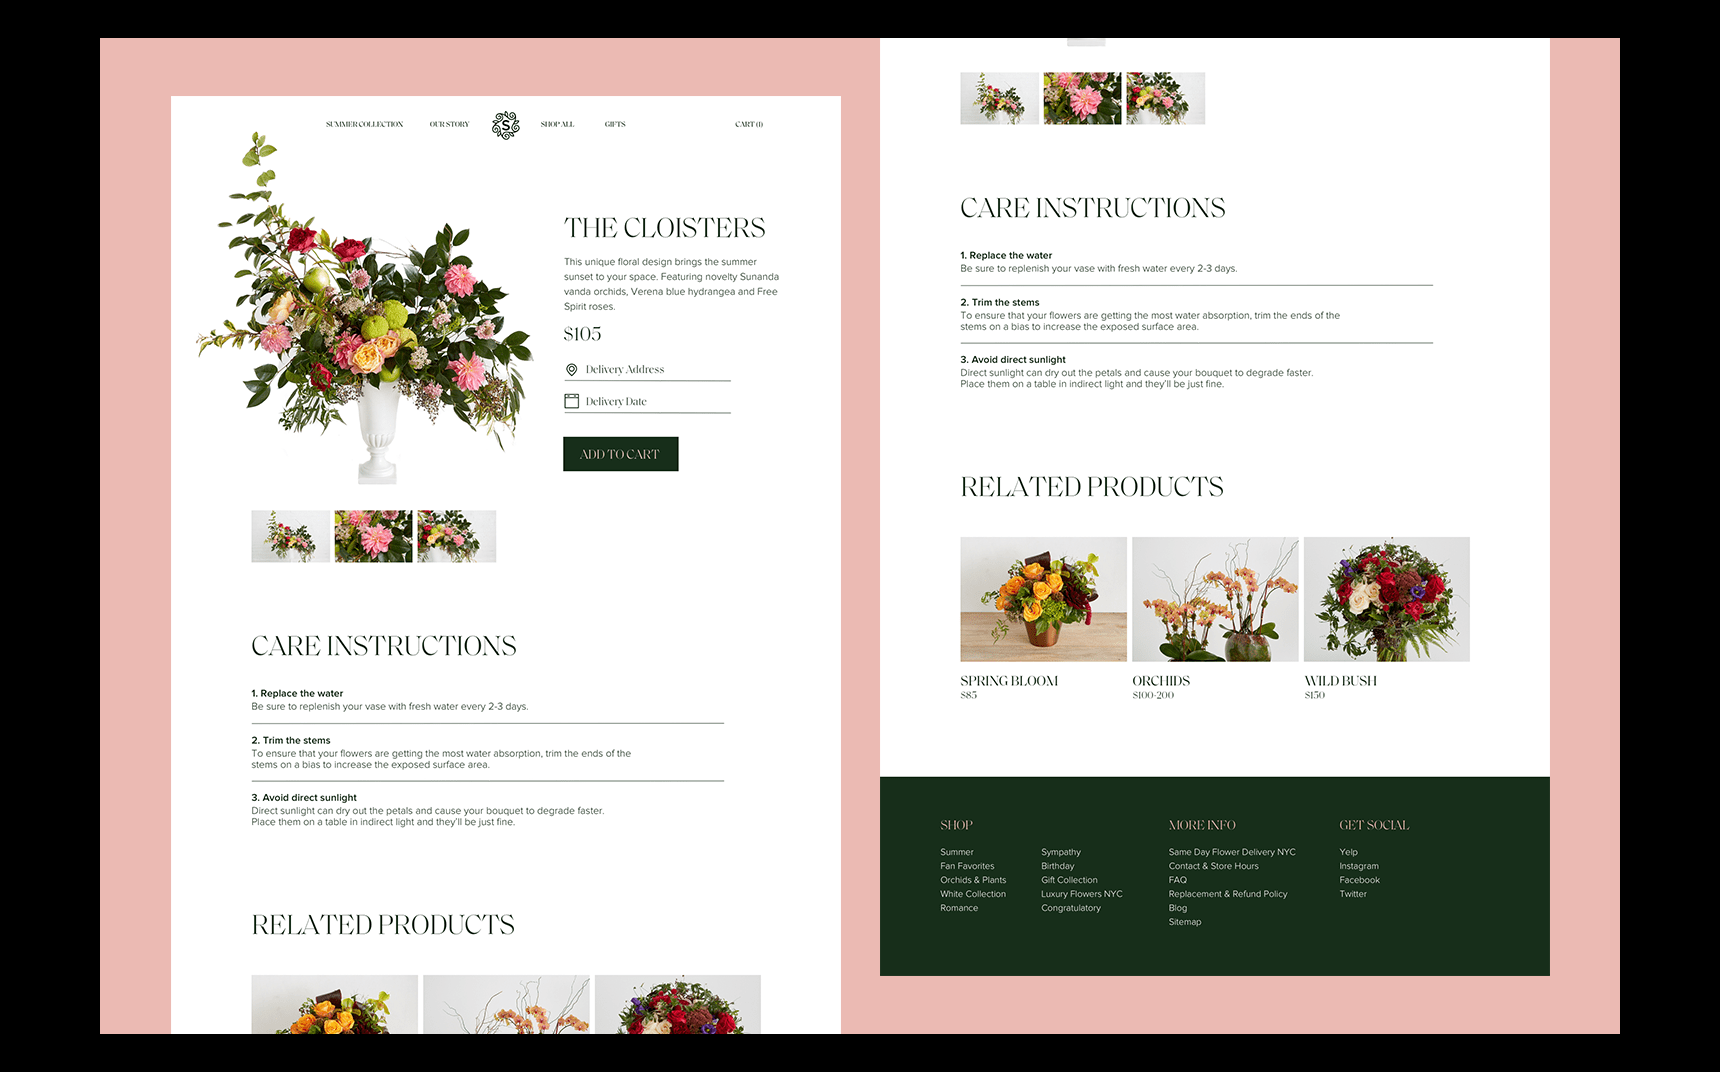 SUMMER COLLECTION
OUR STORY
S
SHOP ALL
GIFTS
CART (1)
THE CLOISTERS
This unique floral design brings the summer
sunset to your space. Featuring novelty Sunanda
vanda orchids, Verena blue hydrangea and Free
Spirit roses.
$105
Delivery Address
Delivery Date
ADD TO CART
CARE INSTRUCTIONS
1. Replace the water
Be sure to replenish your vase with fresh water every 2-3 days.
2. Trim the stems
To ensure that your flowers are getting the most water absorption, trim the ends of the
stems on a bias to increase the exposed surface area.
3. Avoid direct sunlight
Direct sunlight can dry out the petals and cause your bouquet to degrade faster.
Place them on a table in indirect light and they'll be just fine.
RELATED PRODUCTS
CARE INSTRUCTIONS
1. Replace the water
Be sure to replenish your vase with fresh water every 2-3 days.
2. Trim the stems
To ensure that your flowers are getting the most water absorption, trim the ends of the
stems on a bias to increase the exposed surface area.
3. Avoid direct sunlight
Direct sunlight can dry out the petals and cause your bouquet to degrade faster.
Place them on a table in indirect light and they'll be just fine.
RELATED PRODUCTS
SPRING BLOOM
$85
ORCHIDS
$100-200
WILD BUSH
$150
SHOP
Summer
Fan Favorites
Orchids & Plants
White Collection
Romance
Sympathy
Birthday
Gift Collection
Luxury Flowers NYC
Congratulatory
MORE INFO
Same Day Flower Delivery NYC
Contact & Store Hours
FAQ
Replacement & Refund Policy
Blog
Sitemap
GET SOCIAL
Yelp
Instagram
Facebook
Twitter